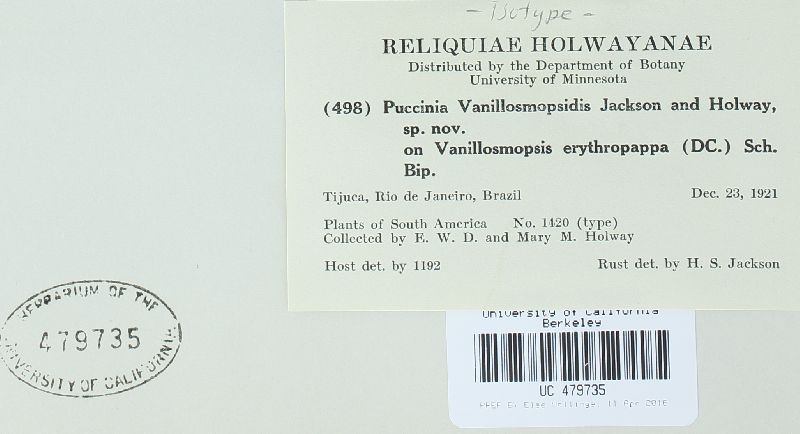 - Isotype -
RELIQUIAE HOLWAYANAE
Distributed by the Department of Botany
University of Minnesota
(498) Puccinia Vanillosmopsidis Jackson and Holway,
sp. nov.
on Vanillosmopsis erythropappa (DC.) Sch.
Bip.
Tijuca, Rio de Janeiro, Brazil Dec. 23, 1921
Plants of South America No. 1420 (type)
Collected by E. W. D. and Mary M. Holway
Host det. by 1192 Rust det. by H. S. Jackson
HERBARIUM OF THE
479735
UNIVERSITY OF CALIFORNIA
University of California
Berkeley
UC 479735
11 Apr 2016